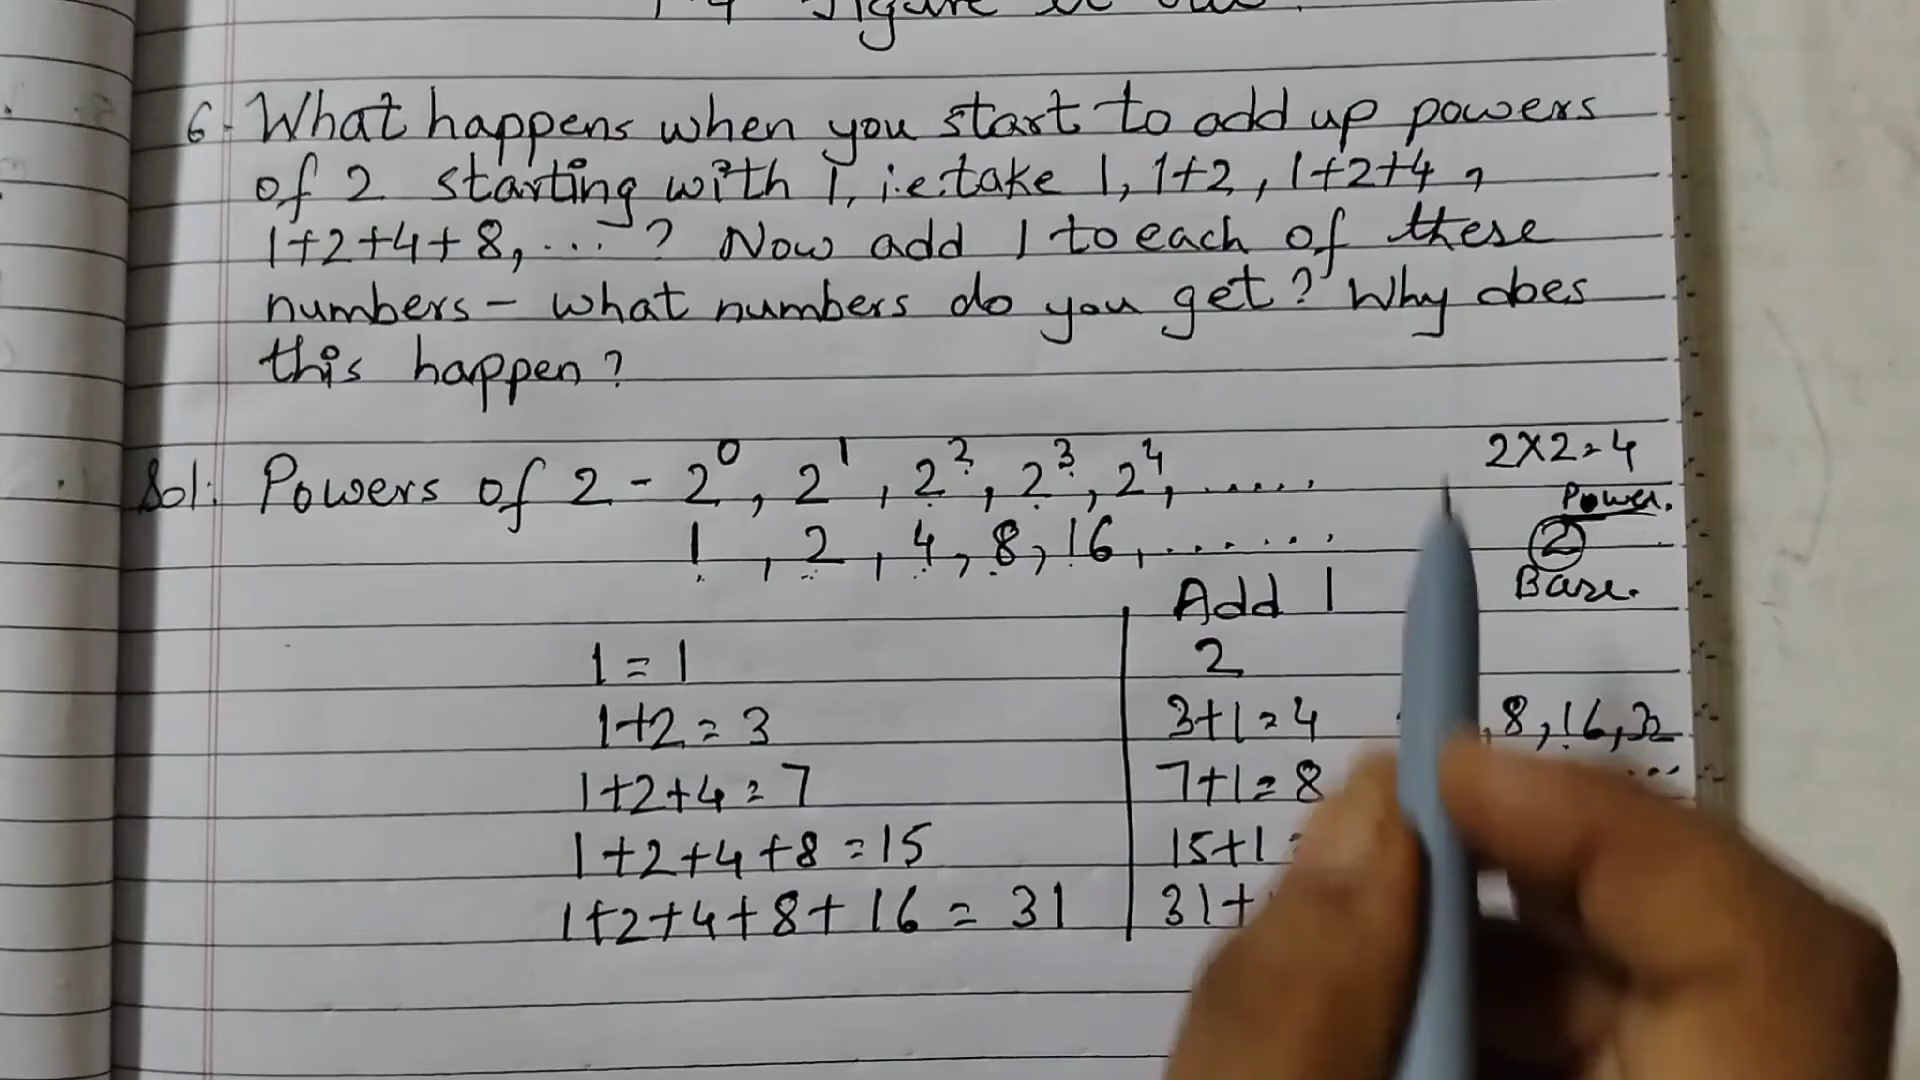 figure it out.
6. What happens when you start to add up powers
of 2 starting with 1, i.e. take 1, 1+2, 1+2+4,
1+2+4+8, ... ? Now add 1 to each of these
numbers - what numbers do you get? Why does
this happen?
Sol: Powers of 2 - 2⁰, 2¹, 2², 2³, 2⁴, .....
2×2=4
Power.
1, 2, 4, 8, 16, ......
2
Base.
Add 1
1 = 1 2
1+2 = 3 3+1=4 8, 16, 32
1+2+4=7 7+1=8 ...
1+2+4+8=15 15+1=
1+2+4+8+16 = 31 31+